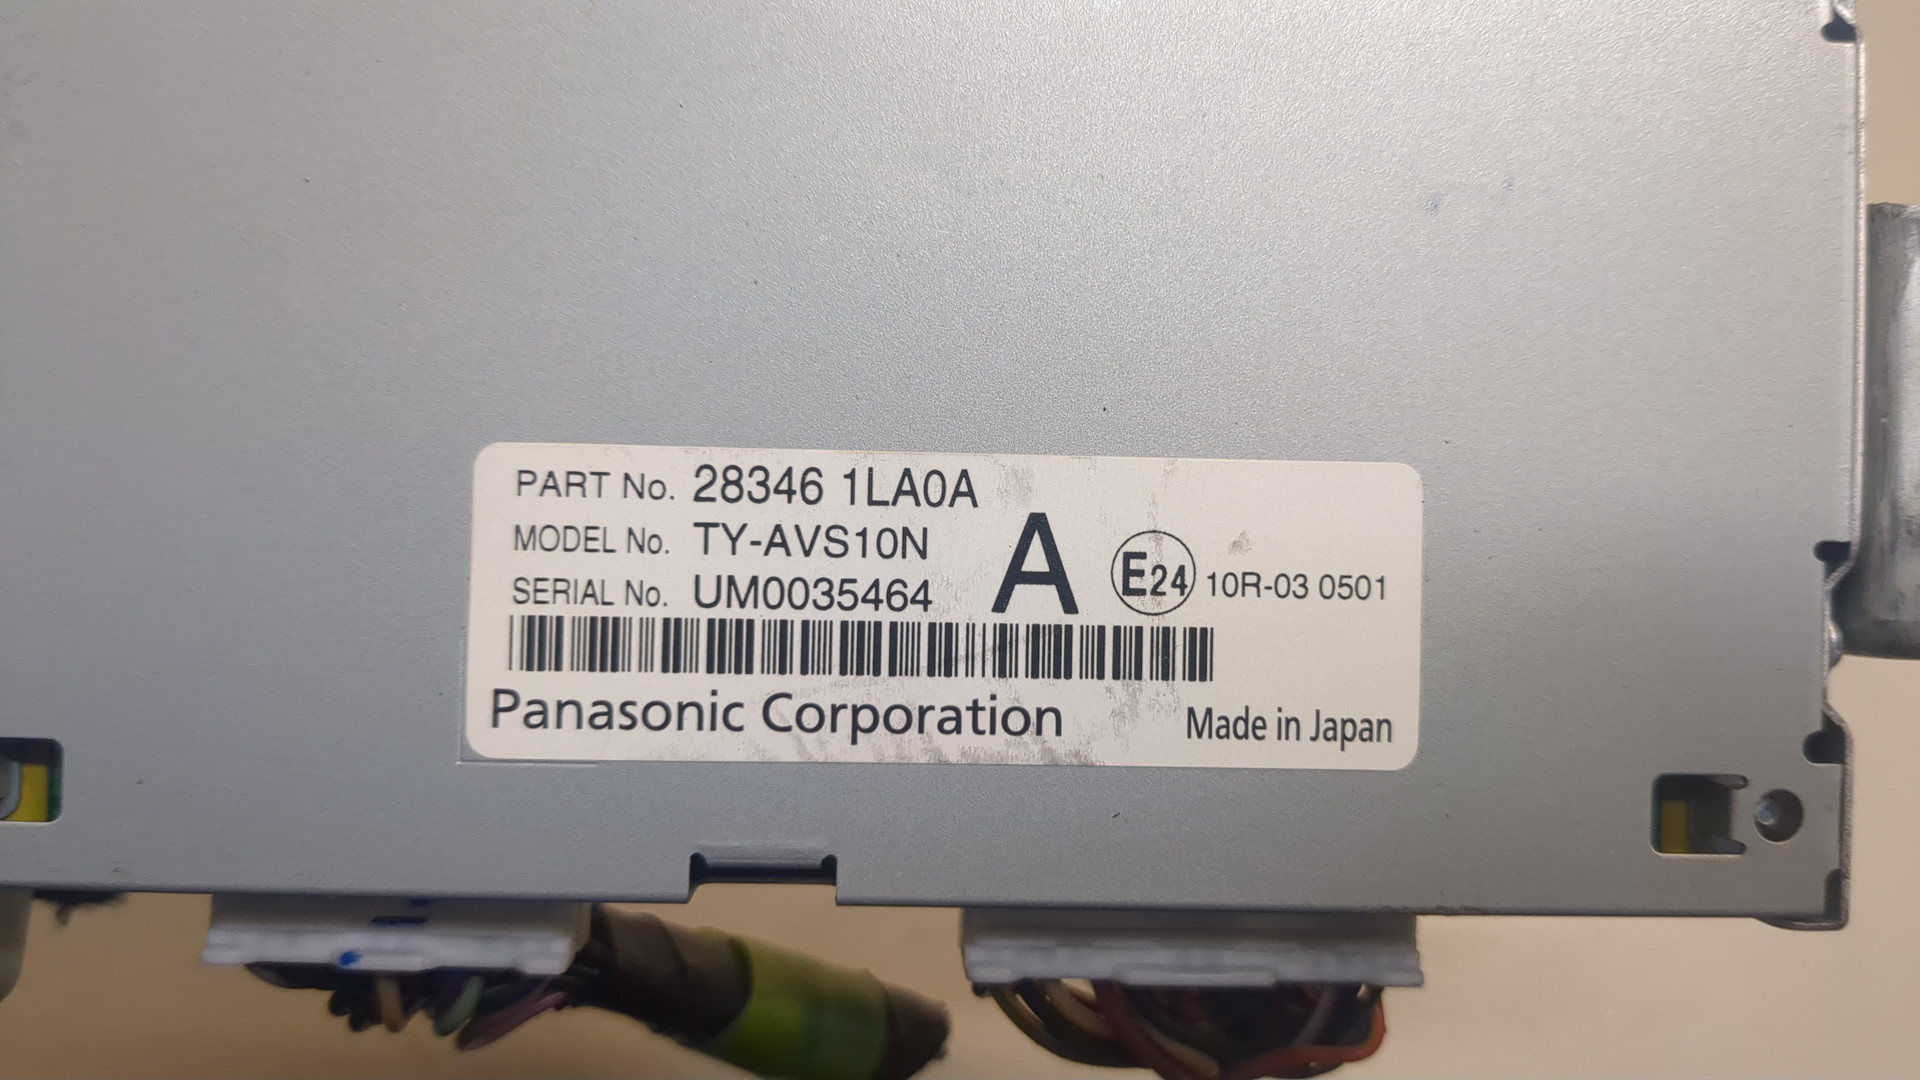 PART No. 28346 1LA0A
MODEL No. TY-AVS10N
SERIAL No. UM0035464
A
E24 10R-03 0501
Panasonic Corporation
Made in Japan